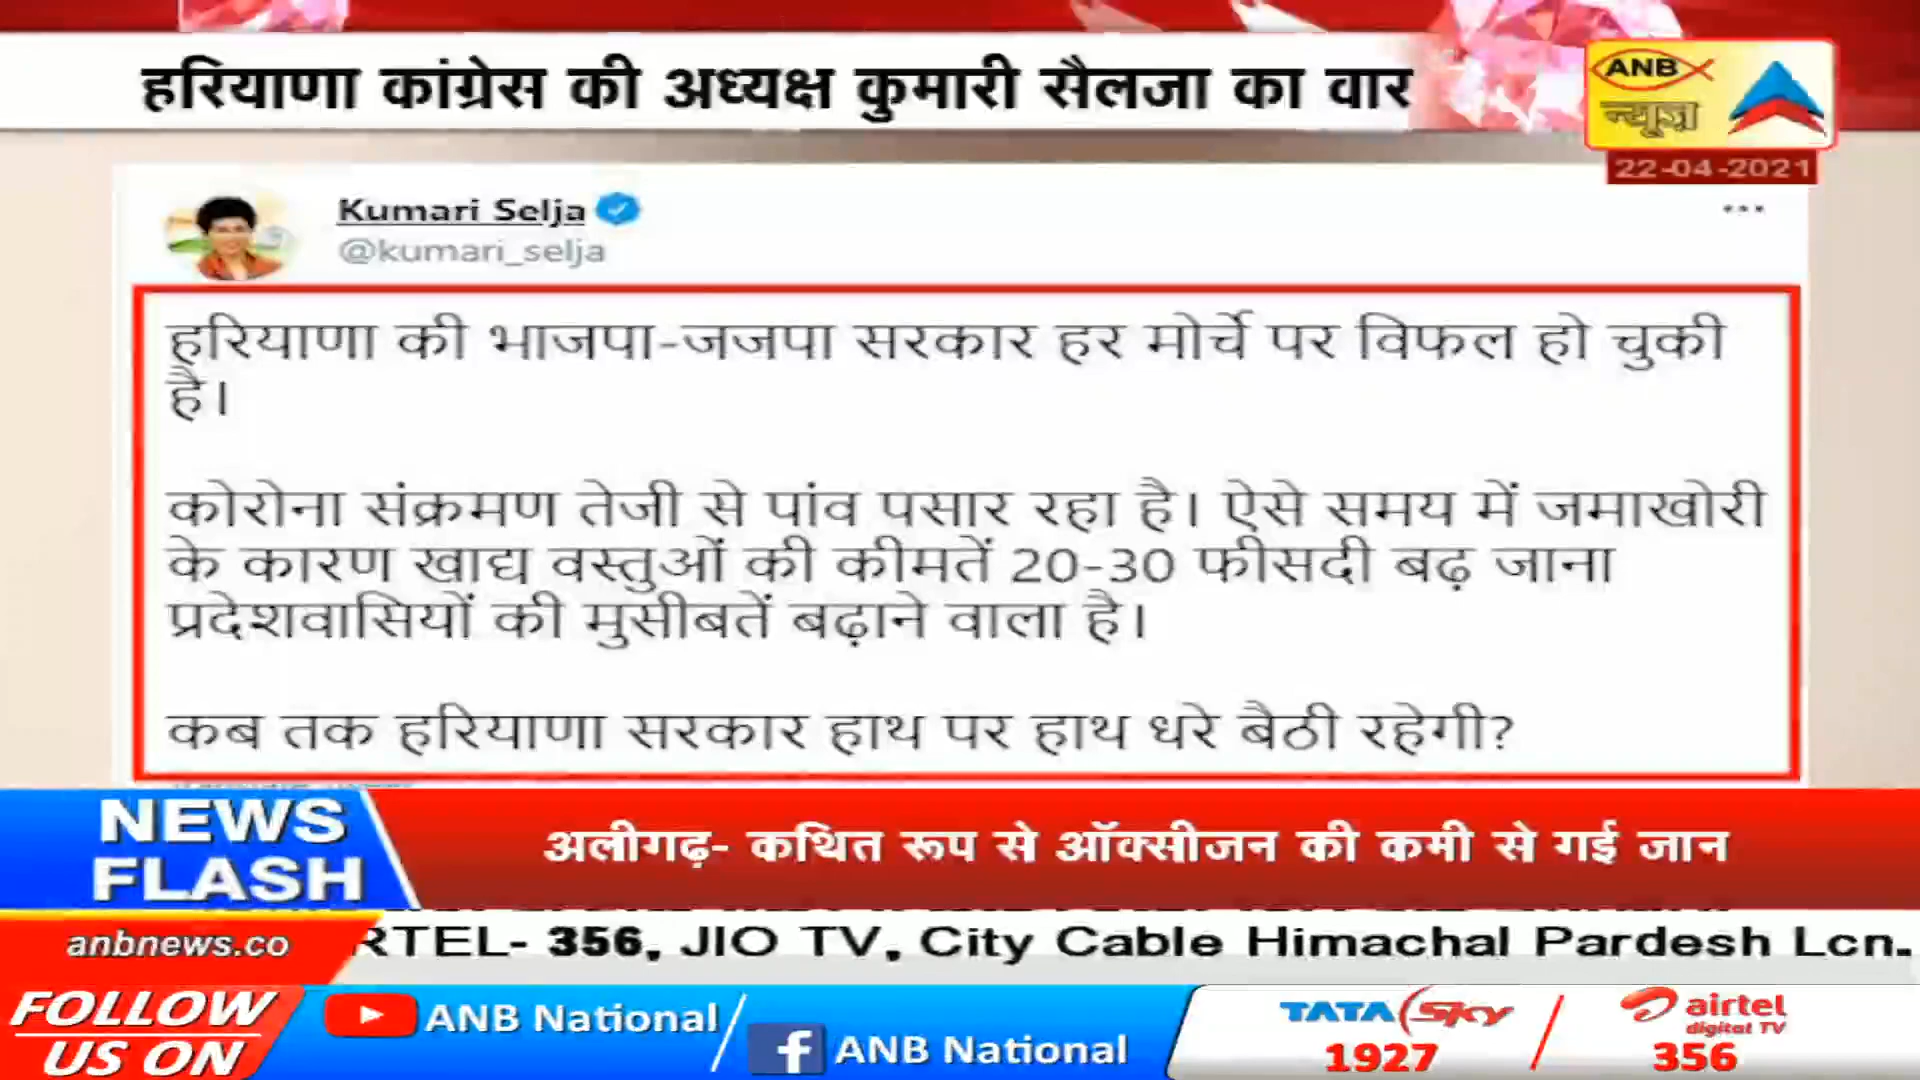 हरियाणा कांग्रेस की अध्यक्ष कुमारी सैलजा का वार
ANB
न्यूज़
22-04-2021
Kumari Selja
@kumari_selja
हरियाणा की भाजपा-जजपा सरकार हर मोर्चे पर विफल हो चुकी
है।
कोरोना संक्रमण तेजी से पांव पसार रहा है। ऐसे समय में जमाखोरी
के कारण खाद्य वस्तुओं की कीमतें 20-30 फीसदी बढ़ जाना
प्रदेशवासियों की मुसीबतें बढ़ाने वाला है।
कब तक हरियाणा सरकार हाथ पर हाथ धरे बैठी रहेगी?
NEWS
FLASH
अलीगढ़- कथित रूप से ऑक्सीजन की कमी से गई जान
anbnews.co
RTEL- 356, JIO TV, City Cable Himachal Pardesh Lcn.
FOLLOW
US ON
ANB National
ANB National
TATA Sky
1927
airtel
digital TV
356